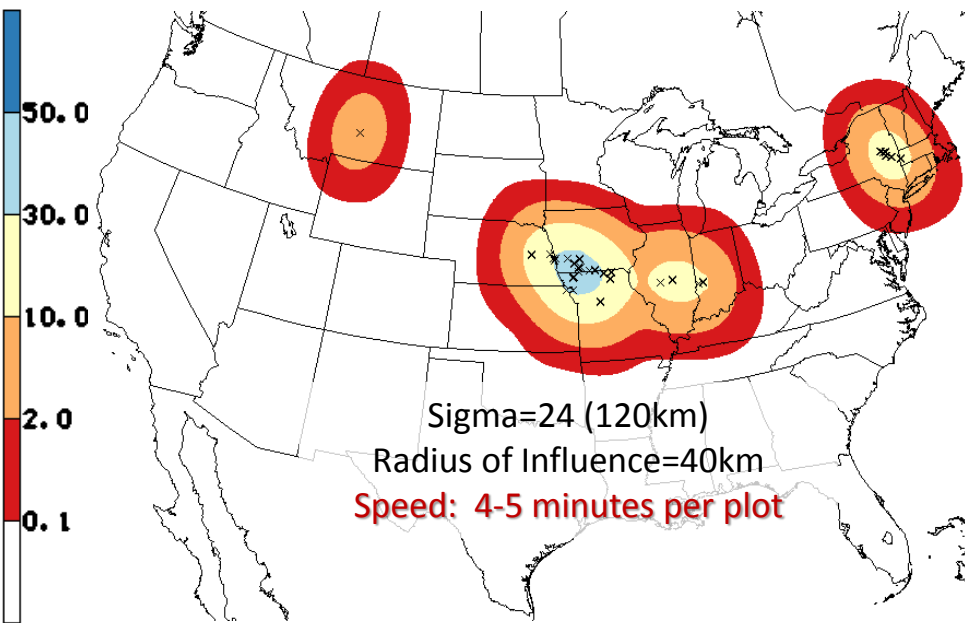 50.0
30.0
10.0
2.0
0.1
Sigma=24 (120km)
Radius of Influence=40km
Speed:  4-5 minutes per plot